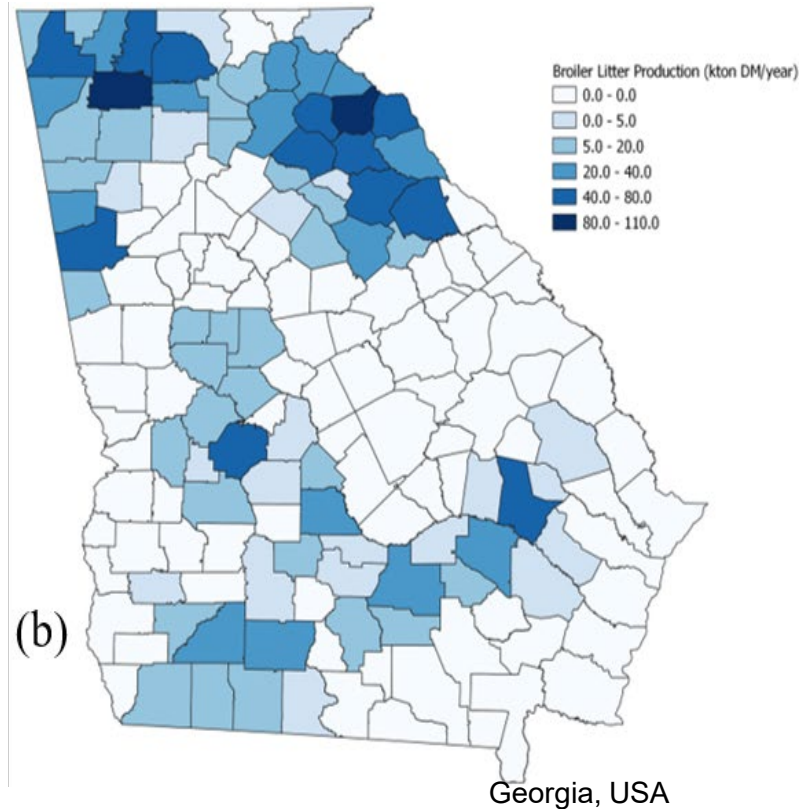 Broiler Litter Production (kton DM/year)
0.0 - 0.0
0.0 - 5.0
5.0 - 20.0
20.0 - 40.0
40.0 - 80.0
80.0 - 110.0
(b)
Georgia, USA